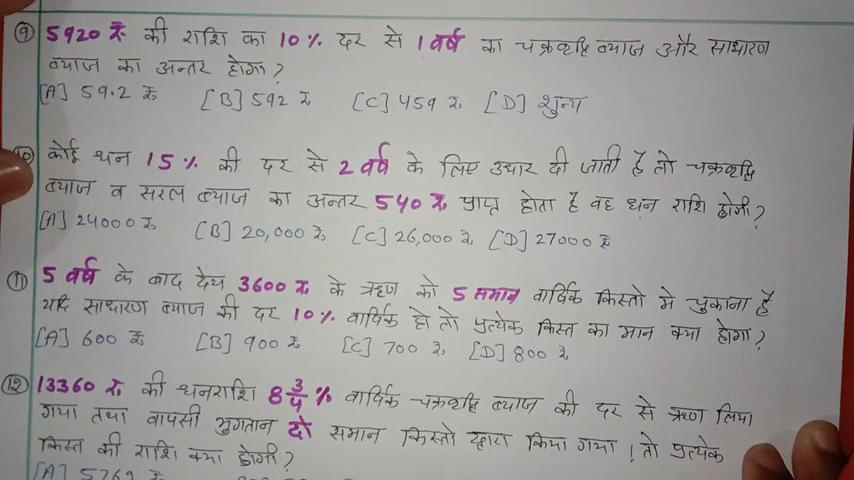 ⑨ 5920 रू की राशि का 10% दर से 1 वर्ष का चक्रवृद्धि ब्याज और साधारण
ब्याज का अन्तर होगा?
[A] 59.2 रू [B] 592 रू [C] 459 रू [D] शुन्य
10 कोई धन 15% की दर से 2 वर्ष के लिए उधार दी जाती है तो चक्रवृद्धि
ब्याज व सरल ब्याज का अन्तर 540 रू प्राप्त होता है वह धन राशि होगी?
[A] 24000 रू [B] 20,000 रू [C] 26,000 रू [D] 27000 रू
⑪ 5 वर्ष के बाद देय 3600 रू के ऋण को 5 समान वार्षिक किस्तो मे चुकाना है
यदि साधारण ब्याज की दर 10% वार्षिक हो तो प्रत्येक किस्त का मान क्या होगा?
[A] 600 रू [B] 900 रू [C] 700 रू [D] 800 रू
⑫ 13360 रू की धनराशि 8 3/4 % वार्षिक चक्रवृद्धि ब्याज की दर से ऋण लिया
गया तथा वापसी भुगतान दो समान किस्तो द्वारा किया गया ! तो प्रत्येक
किस्त की राशि क्या होगी?
[A] 5769 रू